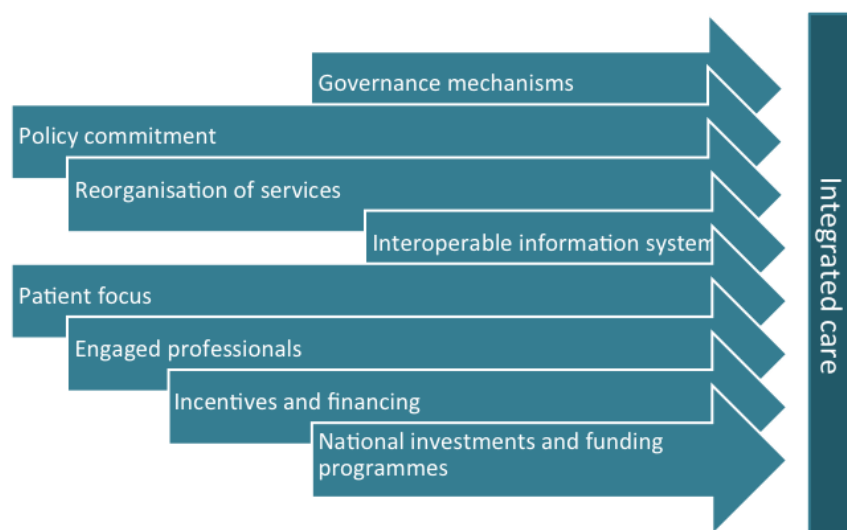 Governance mechanisms
Policy commitment
Reorganisation of services
Interoperable information system
Patient focus
Engaged professionals
Incentives and financing
National investments and funding
programmes
Integrated care